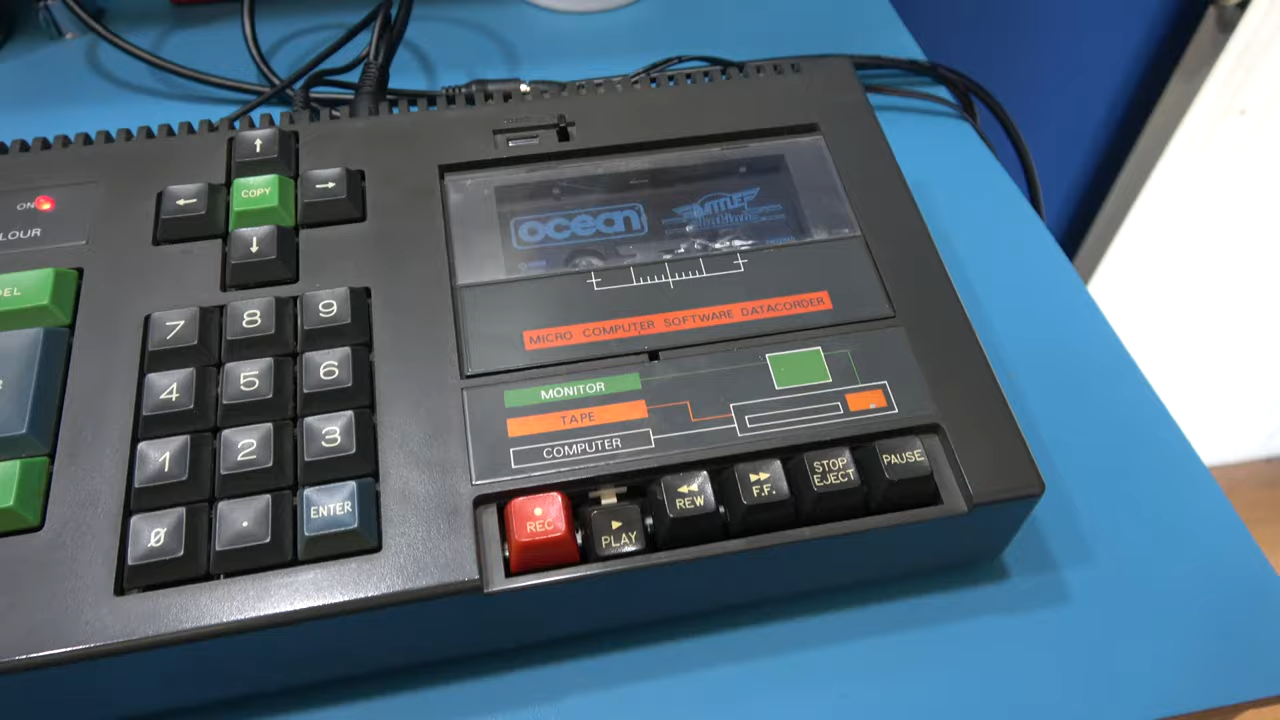 ON
LOUR
DEL
↑
←
COPY
→
↓
7
8
9
4
5
6
1
2
3
0
.
ENTER
ocean
MICRO COMPUTER SOFTWARE DATACORDER
MONITOR
TAPE
COMPUTER
REC
PLAY
REW
F.F.
STOP
EJECT
PAUSE